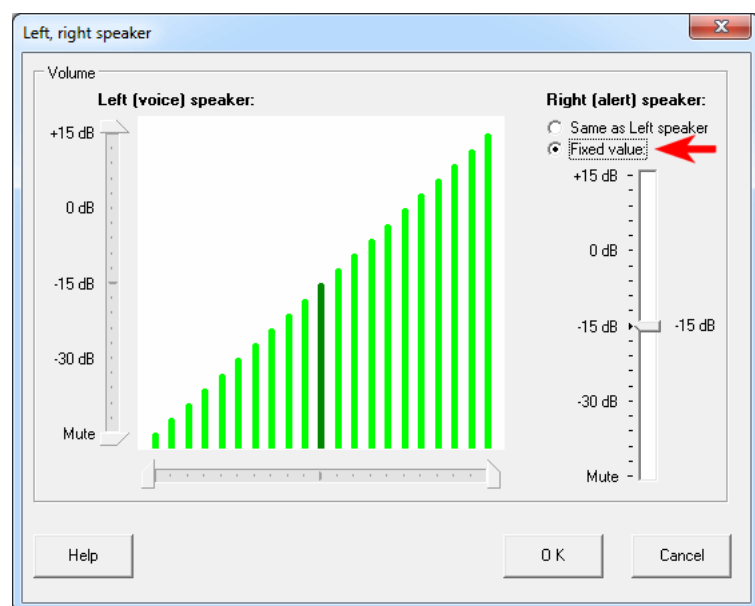 Left, right speaker
Volume
Left (voice) speaker:
+15 dB
0 dB
-15 dB
-30 dB
Mute
Right (alert) speaker:
Same as Left speaker
Fixed value:
+15 dB
0 dB
-15 dB
-15 dB
-30 dB
Mute
Help
O K
Cancel